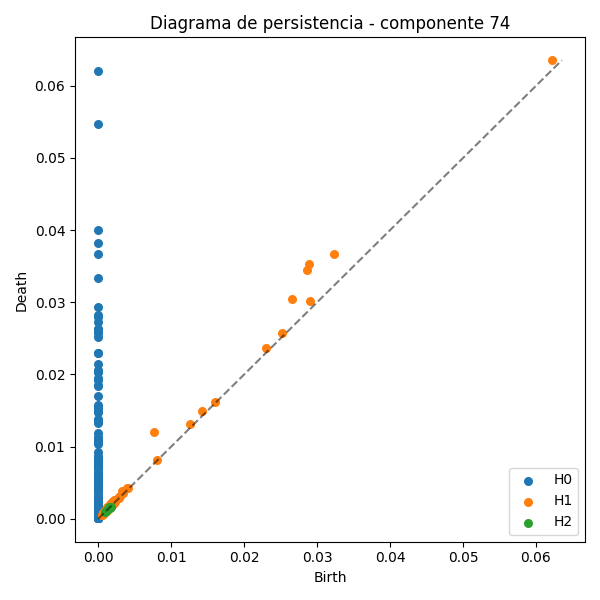 Diagrama de persistencia - componente 74
Death
0.06
0.05
0.04
0.03
0.02
0.01
0.00
0.00 0.01 0.02 0.03 0.04 0.05 0.06
Birth
H0
H1
H2